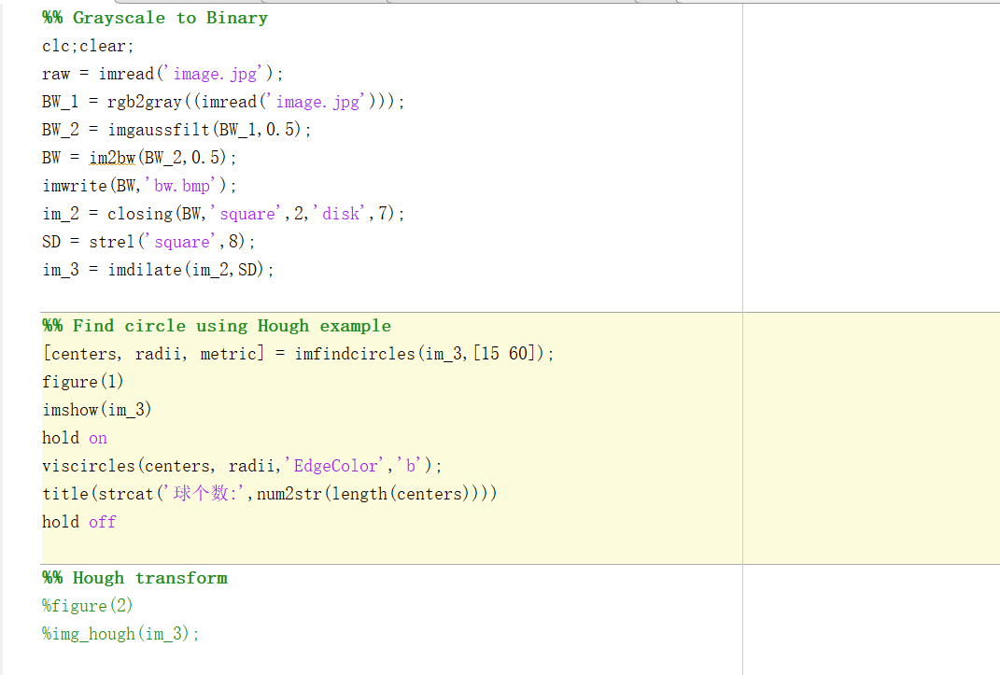 %% Grayscale to Binary
clc;clear;
raw = imread('image.jpg');
BW_1 = rgb2gray((imread('image.jpg')));
BW_2 = imgaussfilt(BW_1,0.5);
BW = im2bw(BW_2,0.5);
imwrite(BW,'bw.bmp');
im_2 = closing(BW,'square',2,'disk',7);
SD = strel('square',8);
im_3 = imdilate(im_2,SD);
%% Find circle using Hough example
[centers, radii, metric] = imfindcircles(im_3,[15 60]);
figure(1)
imshow(im_3)
hold on
viscircles(centers, radii,'EdgeColor','b');
title(strcat('球个数:',num2str(length(centers))))
hold off
%% Hough transform
%figure(2)
%img_hough(im_3);